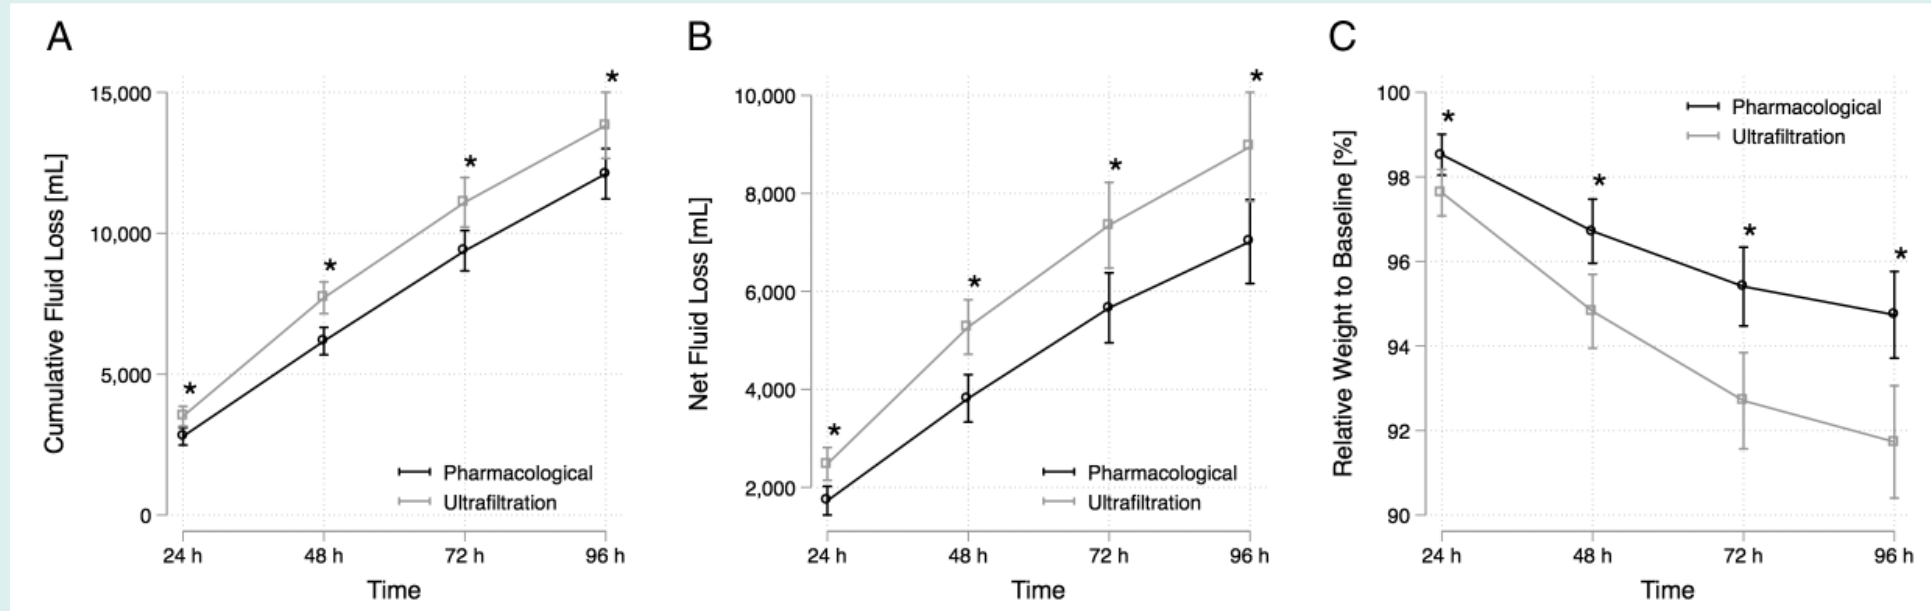 A
Cumulative Fluid Loss [mL]
15,000
10,000
5,000
0
*
*
*
*
Pharmacological
Ultrafiltration
24 h
48 h
72 h
96 h
Time
B
Net Fluid Loss [mL]
10,000
8,000
6,000
4,000
2,000
*
*
*
*
Pharmacological
Ultrafiltration
24 h
48 h
72 h
96 h
Time
C
Relative Weight to Baseline [%]
100
98
96
94
92
90
Pharmacological
Ultrafiltration
*
*
*
*
24 h
48 h
72 h
96 h
Time